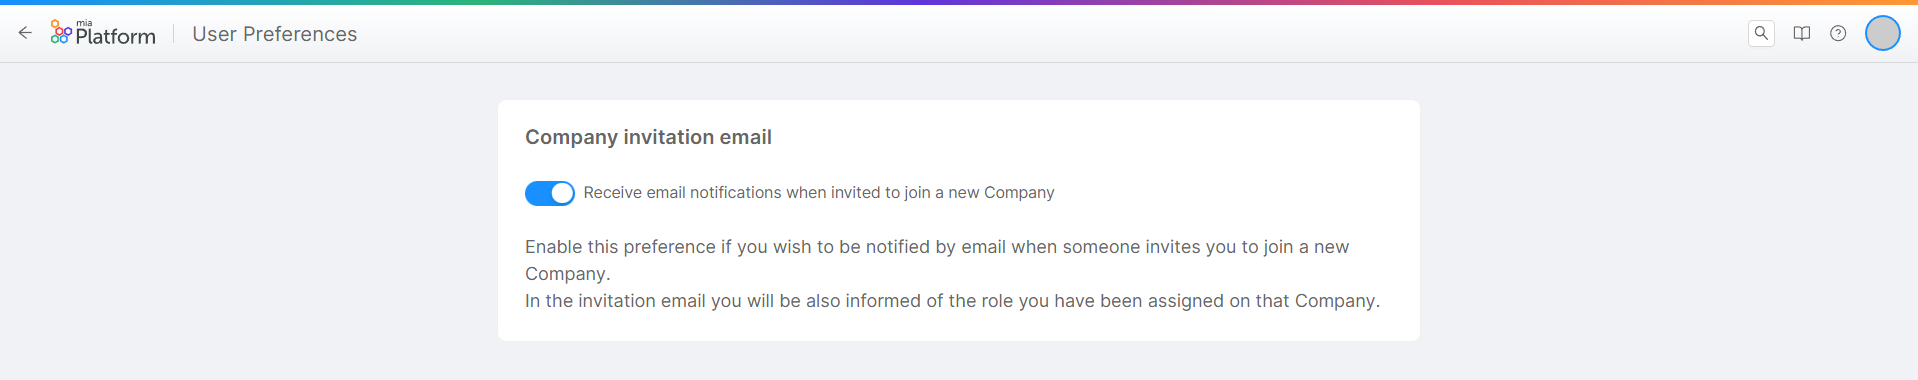 mia
Platform
User Preferences
Company invitation email
Receive email notifications when invited to join a new Company
Enable this preference if you wish to be notified by email when someone invites you to join a new
Company.
In the invitation email you will be also informed of the role you have been assigned on that Company.